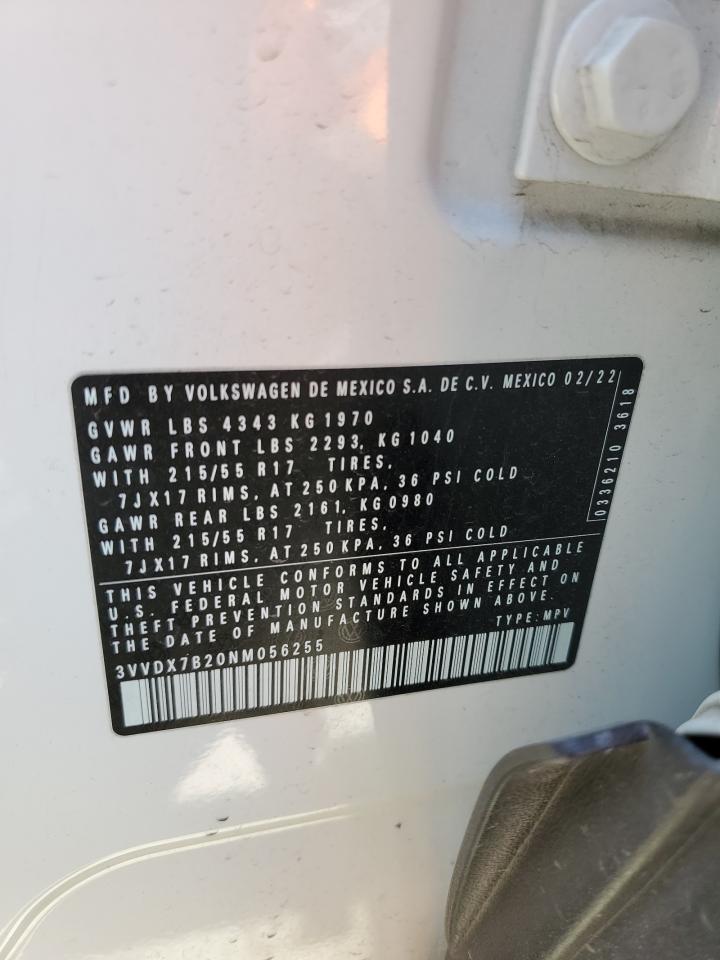 MFD BY VOLKSWAGEN DE MEXICO S.A. DE C.V. MEXICO 02/22
GVWR LBS 4343 KG 1970
GAWR FRONT LBS 2293, KG 1040
WITH 215/55 R17 TIRES,
7JX17 RIMS, AT 250 KPA, 36 PSI COLD
GAWR REAR LBS 2161, KG 0980
WITH 215/55 R17 TIRES,
7JX17 RIMS, AT 250 KPA, 36 PSI COLD
0336210 3618
THIS VEHICLE CONFORMS TO ALL APPLICABLE
U.S. FEDERAL MOTOR VEHICLE SAFETY AND
THEFT PREVENTION STANDARDS IN EFFECT ON
THE DATE OF MANUFACTURE SHOWN ABOVE.
3VVDX7B20NM056255 TYPE: MPV